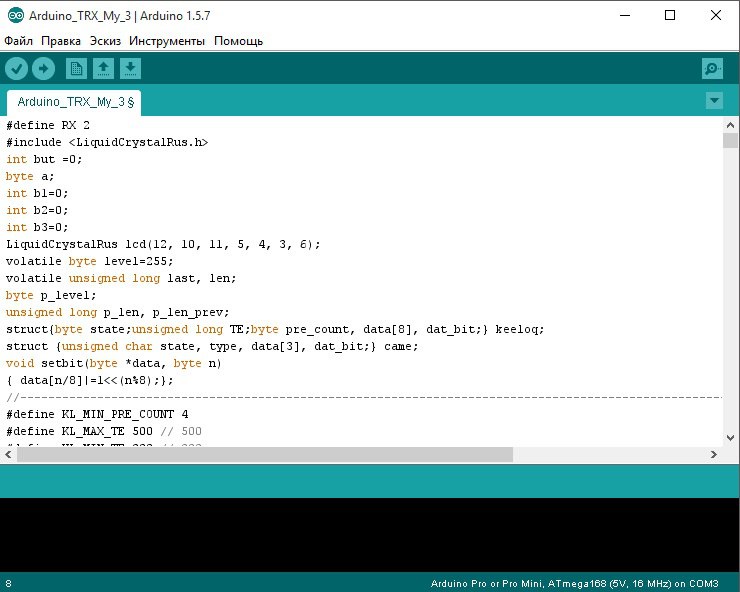 Arduino_TRX_My_3 | Arduino 1.5.7
Файл Правка Эскиз Инструменты Помощь
Arduino_TRX_My_3 §
#define RX 2
#include <LiquidCrystalRus.h>
int but =0;
byte a;
int b1=0;
int b2=0;
int b3=0;
LiquidCrystalRus lcd(12, 10, 11, 5, 4, 3, 6);
volatile byte level=255;
volatile unsigned long last, len;
byte p_level;
unsigned long p_len, p_len_prev;
struct{byte state;unsigned long TE;byte pre_count, data[8], dat_bit;} keeloq;
struct {unsigned char state, type, data[3], dat_bit;} came;
void setbit(byte *data, byte n)
{ data[n/8]|=1<<(n%8);};
//------------------------------------------------------------------------------------------
#define KL_MIN_PRE_COUNT 4
#define KL_MAX_TE 500 // 500
8
Arduino Pro or Pro Mini, ATmega168 (5V, 16 MHz) on COM3